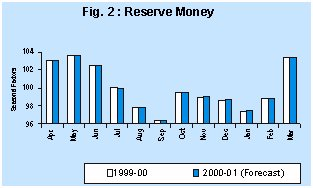 Fig. 2 : Reserve Money
Seasonal Factors
104
102
100
98
96
Apr May Jun Jul Aug Sep Oct Nov Dec Jan Feb Mar
1999-00 2000-01 (Forecast)